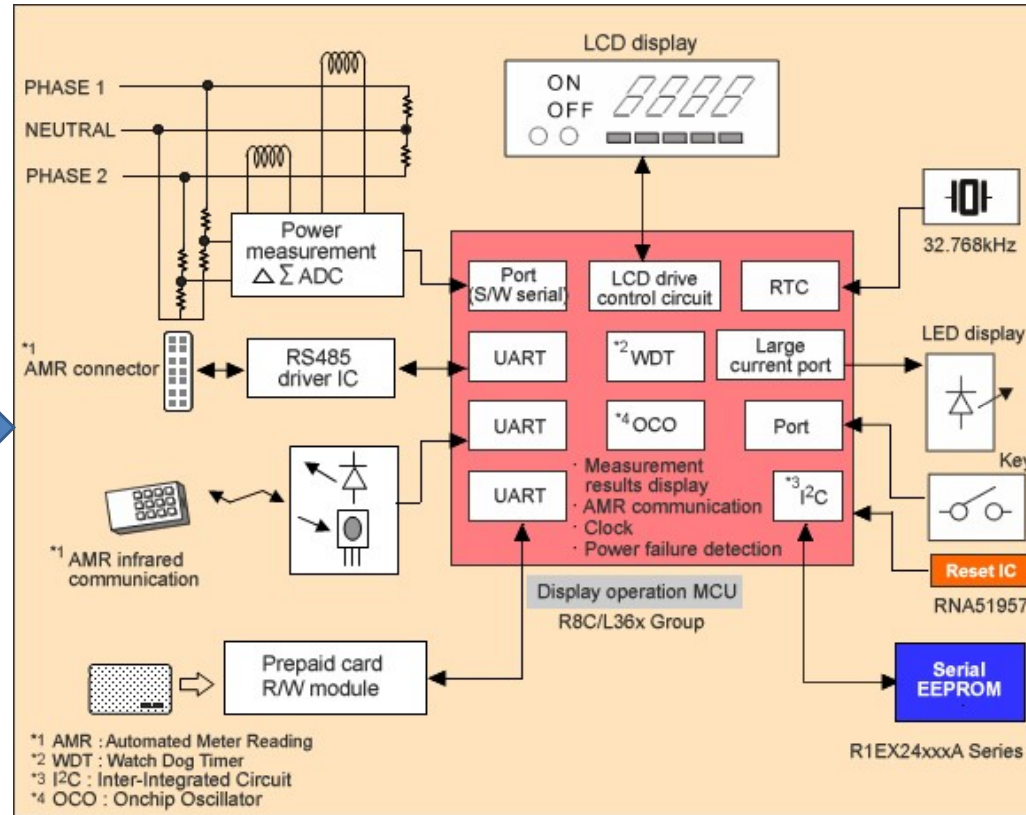 LCD display
ON
OFF
PHASE 1
NEUTRAL
PHASE 2
Power
measurement
Δ Σ ADC
32.768kHz
Port
(S/W serial)
LCD drive
control circuit
RTC
*1
AMR connector
RS485
driver IC
UART
*2 WDT
Large
current port
LED display
UART
*4 OCO
Port
Key
UART
· Measurement
results display
· AMR communication
· Clock
· Power failure detection
*3 I²C
*1 AMR infrared
communication
Reset IC
RNA51957
Display operation MCU
R8C/L36x Group
Prepaid card
R/W module
Serial
EEPROM
R1EX24xxxA Series
*1 AMR : Automated Meter Reading
*2 WDT : Watch Dog Timer
*3 I²C : Inter-Integrated Circuit
*4 OCO : Onchip Oscillator